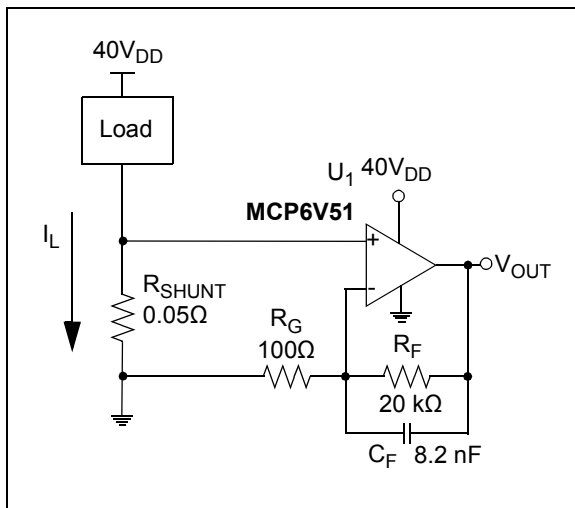 40V_DD
Load
U_1 40V_DD
MCP6V51
I_L
+
-
V_OUT
R_SHUNT
0.05Ω
R_G
100Ω
R_F
20 kΩ
C_F 8.2 nF